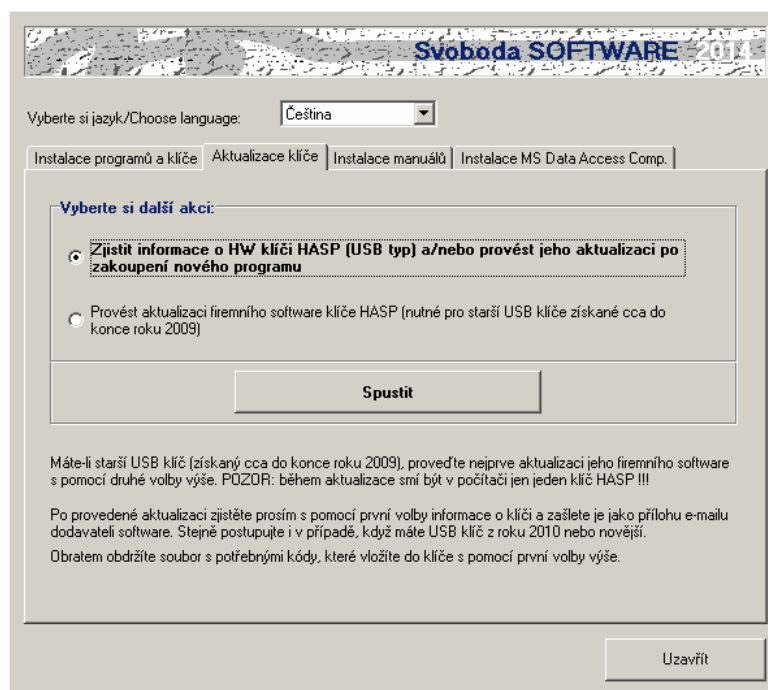 Svoboda SOFTWARE 2014
Vyberte si jazyk/Choose language:
Čeština
Instalace programů a klíče
Aktualizace klíče
Instalace manuálů
Instalace MS Data Access Comp.
Vyberte si další akci:
Zjistit informace o HW klíči HASP (USB typ) a/nebo provést jeho aktualizaci po
zakoupení nového programu
Provést aktualizaci firemního software klíče HASP (nutné pro starší USB klíče získané cca do
konce roku 2009)
Spustit
Máte-li starší USB klíč (získaný cca do konce roku 2009), proveďte nejprve aktualizaci jeho firemního software
s pomocí druhé volby výše. POZOR: během aktualizace smí být v počítači jen jeden klíč HASP !!!
Po provedené aktualizaci zjistěte prosím s pomocí první volby informace o klíči a zašlete je jako přílohu e-mailu
dodavateli software. Stejně postupujte i v případě, když máte USB klíč z roku 2010 nebo novější.
Obratem obdržíte soubor s potřebnými kódy, které vložíte do klíče s pomocí první volby výše.
Uzavřít